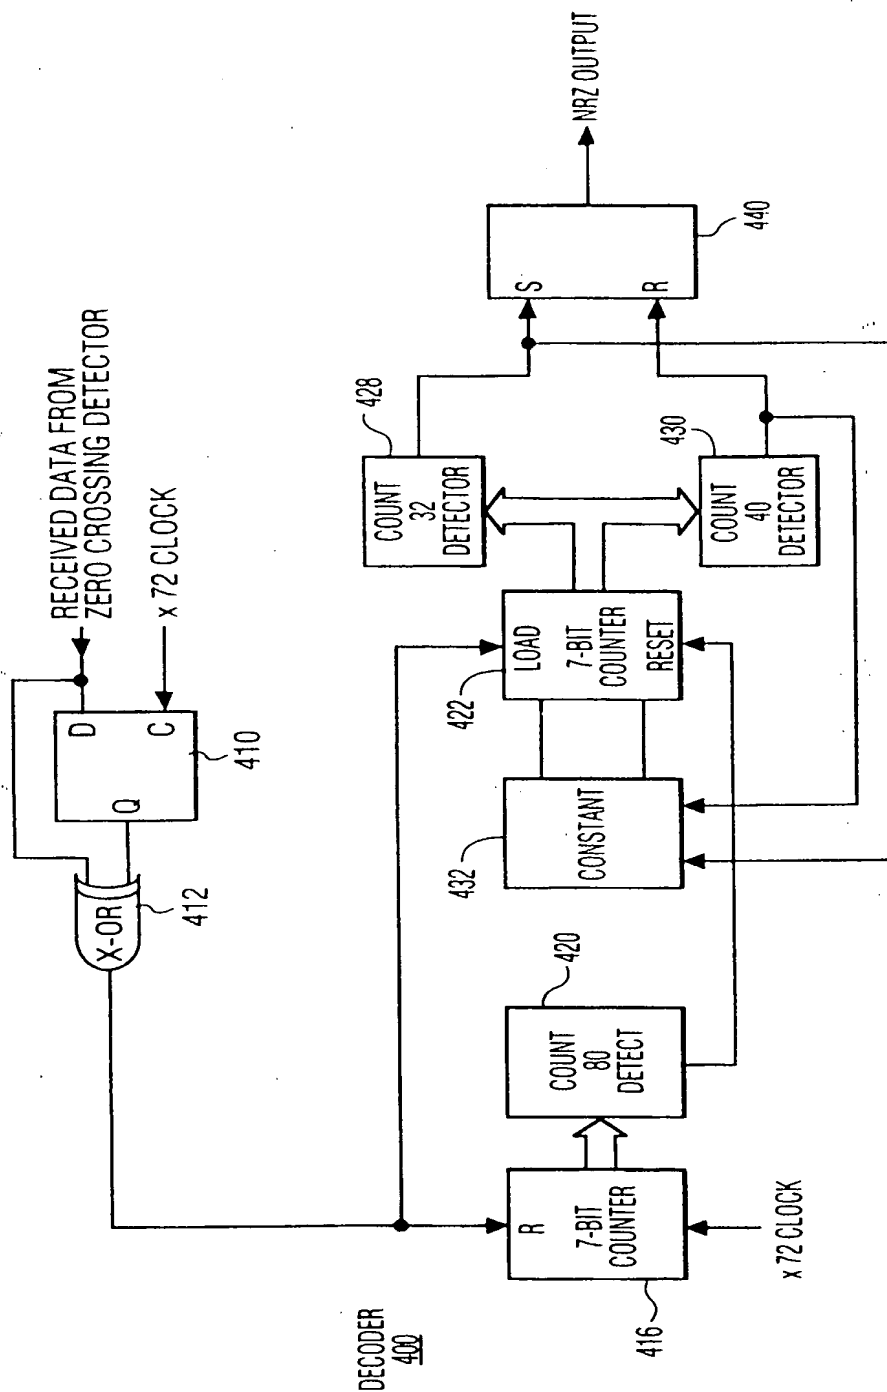 RECEIVED DATA FROM
ZERO CROSSING DETECTOR
x 72 CLOCK
D
C
Q
410
X-OR
412
DECODER
400
R
7-BIT
COUNTER
416
x 72 CLOCK
COUNT
80
DETECT
420
CONSTANT
432
LOAD
7-BIT
COUNTER
RESET
422
COUNT
32
DETECTOR
428
COUNT
40
DETECTOR
430
S
R
440
NRZ OUTPUT